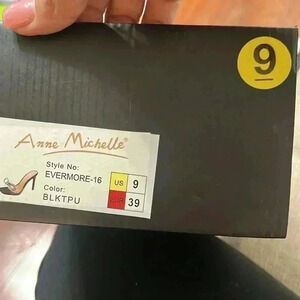 9
Anne Michelle®
Style No:
EVERMORE-16
Color:
BLKTPU
US 9
39